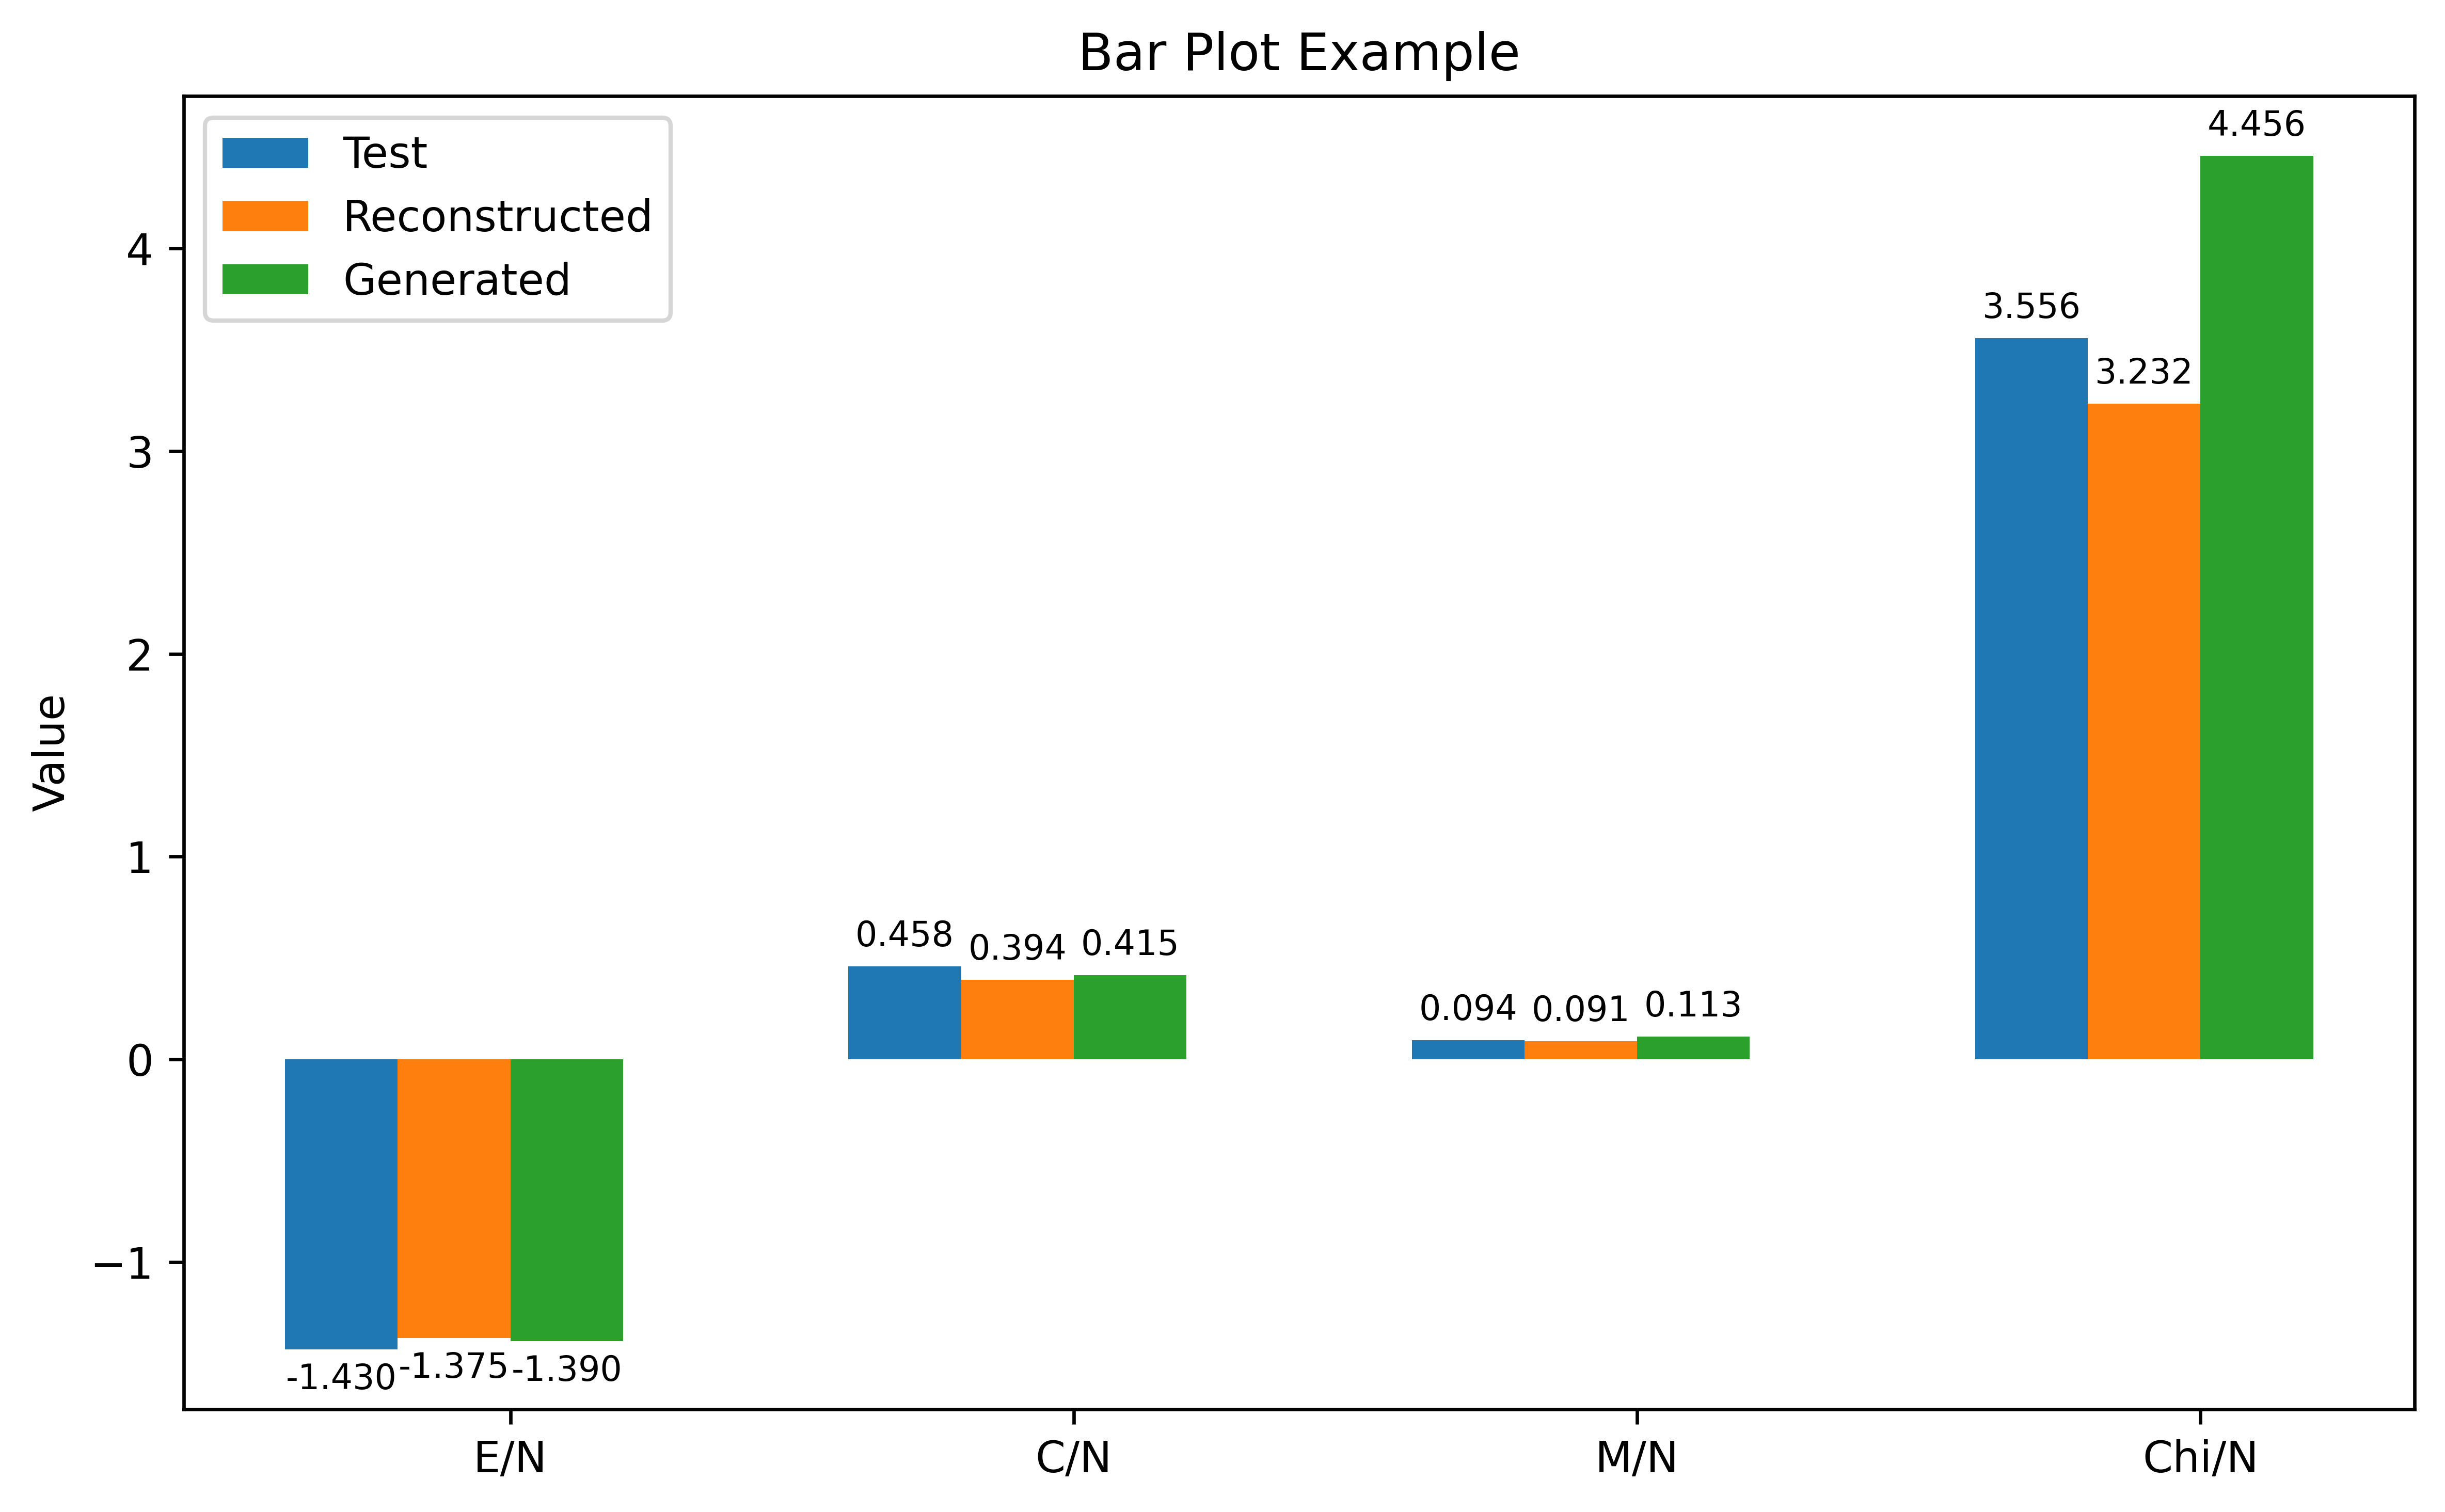 Bar Plot Example
Test
Reconstructed
Generated
4.456
3.556
3.232
0.458
0.394
0.415
0.094
0.091
0.113
-1.430
-1.375
-1.390
4
3
2
1
0
−1
Value
E/N
C/N
M/N
Chi/N